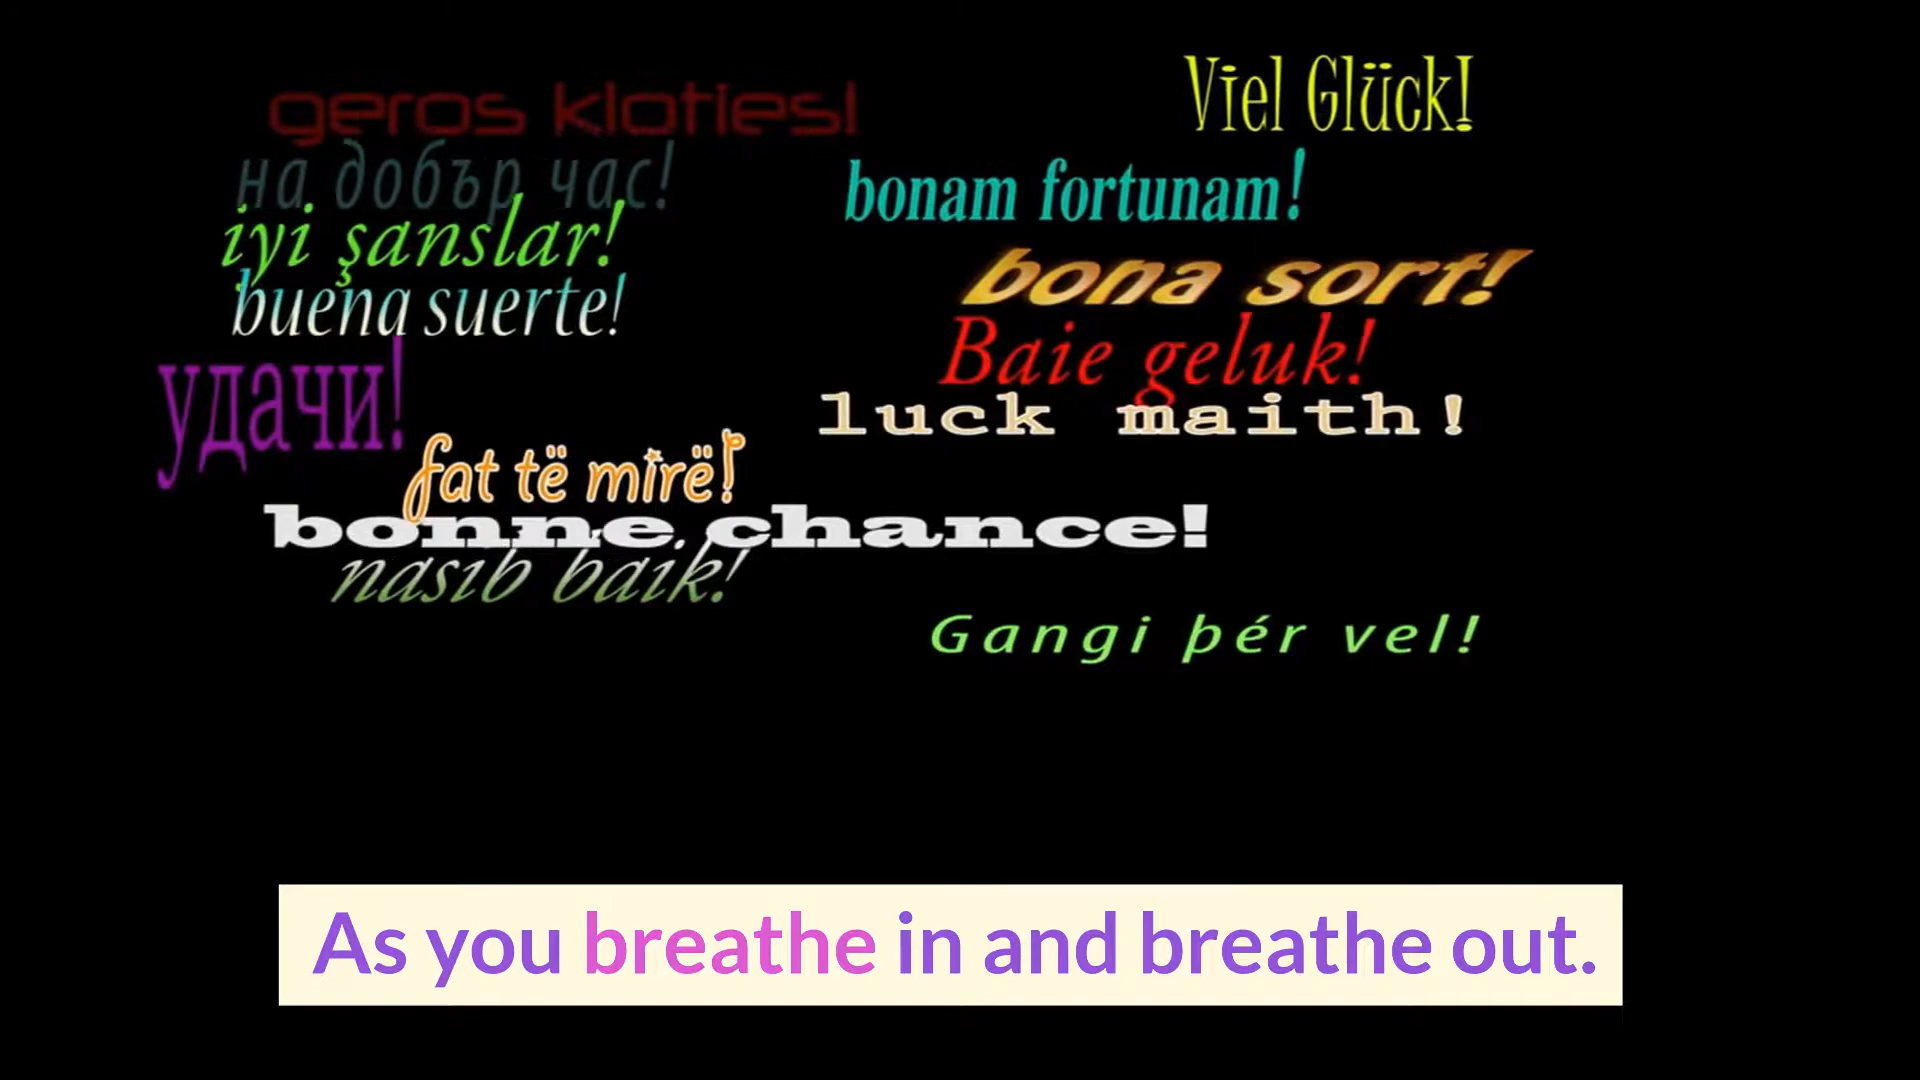 geros kloties!
на добър час!
iyi şanslar!
buena suerte!
удачи!
fat të mirë!
bonne chance!
nasib baik!
Viel Glück!
bonam fortunam!
bona sort!
Baie geluk!
luck maith!
Gangi þér vel!
As you breathe in and breathe out.